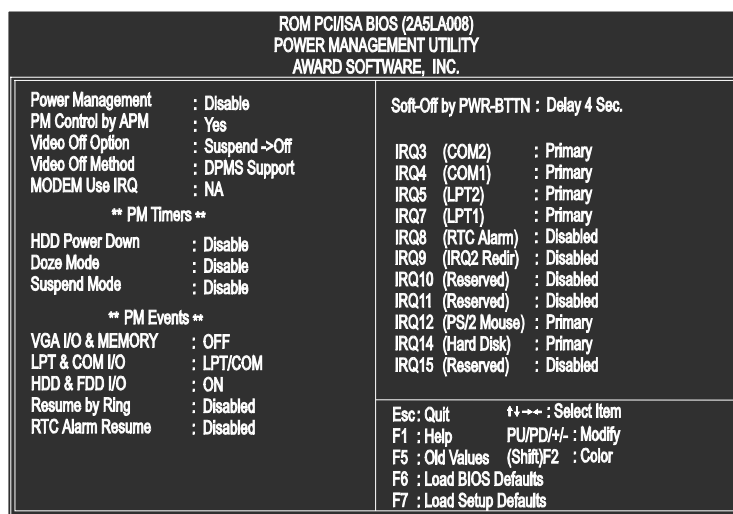 ROM PCI/ISA BIOS (2A5LA008)
POWER MANAGEMENT UTILITY
AWARD SOFTWARE, INC.
Power Management : Disable
PM Control by APM : Yes
Video Off Option : Suspend ->Off
Video Off Method : DPMS Support
MODEM Use IRQ : NA
** PM Timers **
HDD Power Down : Disable
Doze Mode : Disable
Suspend Mode : Disable
** PM Events **
VGA I/O & MEMORY : OFF
LPT & COM I/O : LPT/COM
HDD & FDD I/O : ON
Resume by Ring : Disabled
RTC Alarm Resume : Disabled
Soft-Off by PWR-BTTN : Delay 4 Sec.
IRQ3 (COM2) : Primary
IRQ4 (COM1) : Primary
IRQ5 (LPT2) : Primary
IRQ7 (LPT1) : Primary
IRQ8 (RTC Alarm) : Disabled
IRQ9 (IRQ2 Redir) : Disabled
IRQ10 (Reserved) : Disabled
IRQ11 (Reserved) : Disabled
IRQ12 (PS/2 Mouse) : Primary
IRQ14 (Hard Disk) : Primary
IRQ15 (Reserved) : Disabled
Esc : Quit ↑↓→← : Select Item
F1 : Help PU/PD/+/- : Modify
F5 : Old Values (Shift)F2 : Color
F6 : Load BIOS Defaults
F7 : Load Setup Defaults